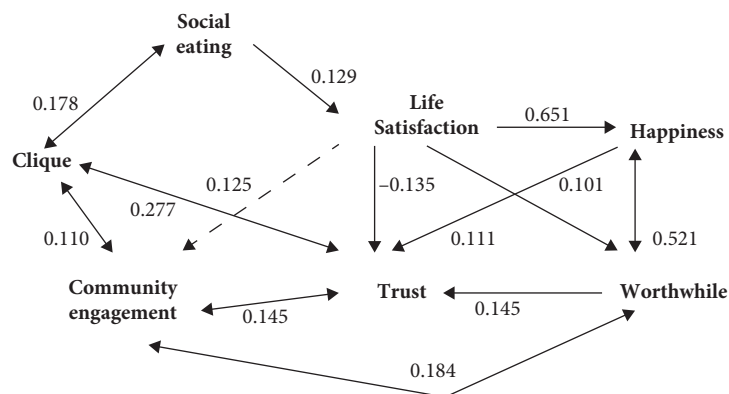 Social
eating
0.129
0.178
Life
Satisfaction
0.651
Happiness
Clique
0.125
–0.135
0.101
0.277
0.110
0.111
0.521
Community
engagement
Trust
Worthwhile
0.145
0.145
0.184